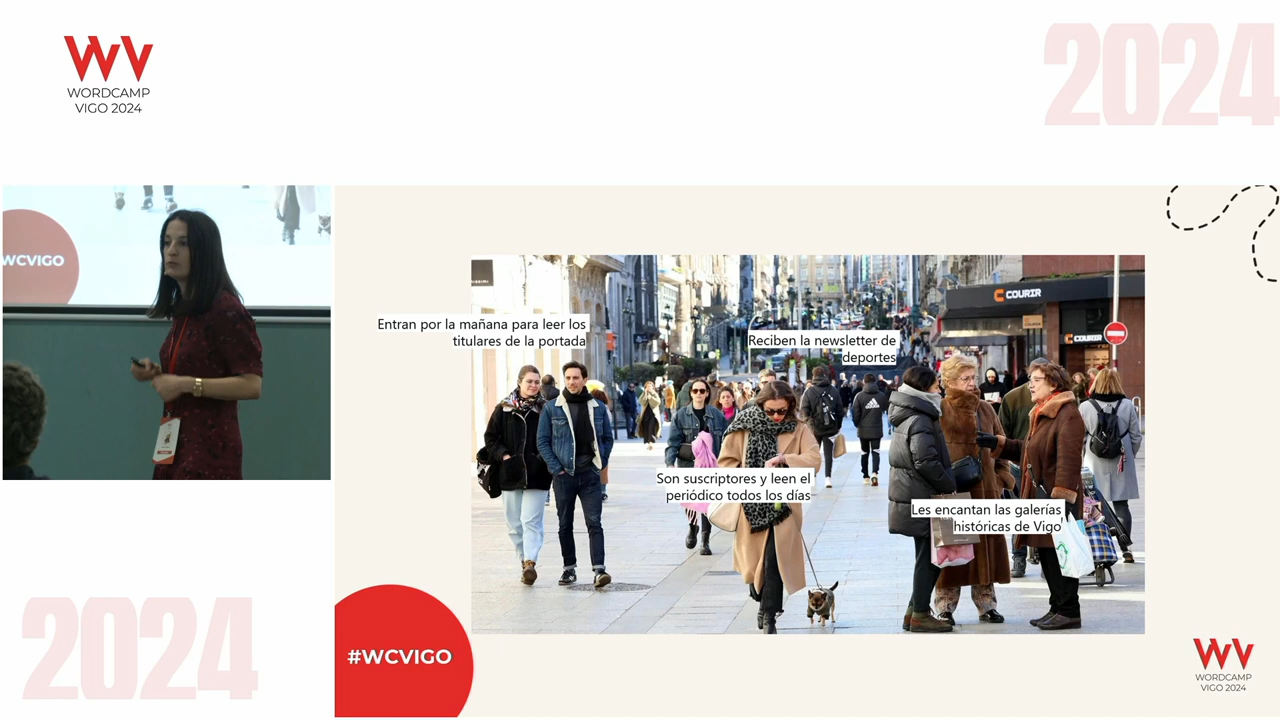 WORDCAMP
VIGO 2024
2024
WCVIGO
Entran por la mañana para leer los
titulares de la portada
Reciben la newsletter de
deportes
COURIR
COURIR
Son suscriptores y leen el
periódico todos los días
Les encantan las galerías
históricas de Vigo
2024
#WCVIGO
WORDCAMP
VIGO 2024